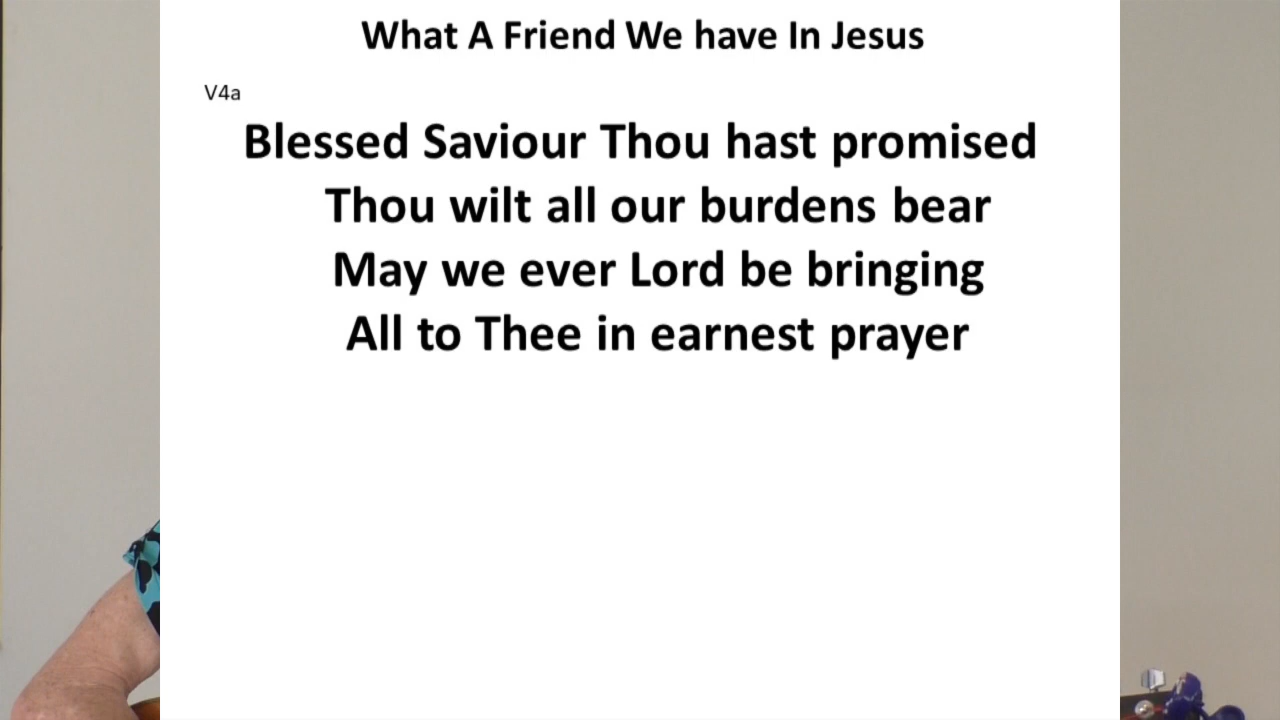 What A Friend We have In Jesus
V4a
Blessed Saviour Thou hast promised
Thou wilt all our burdens bear
May we ever Lord be bringing
All to Thee in earnest prayer